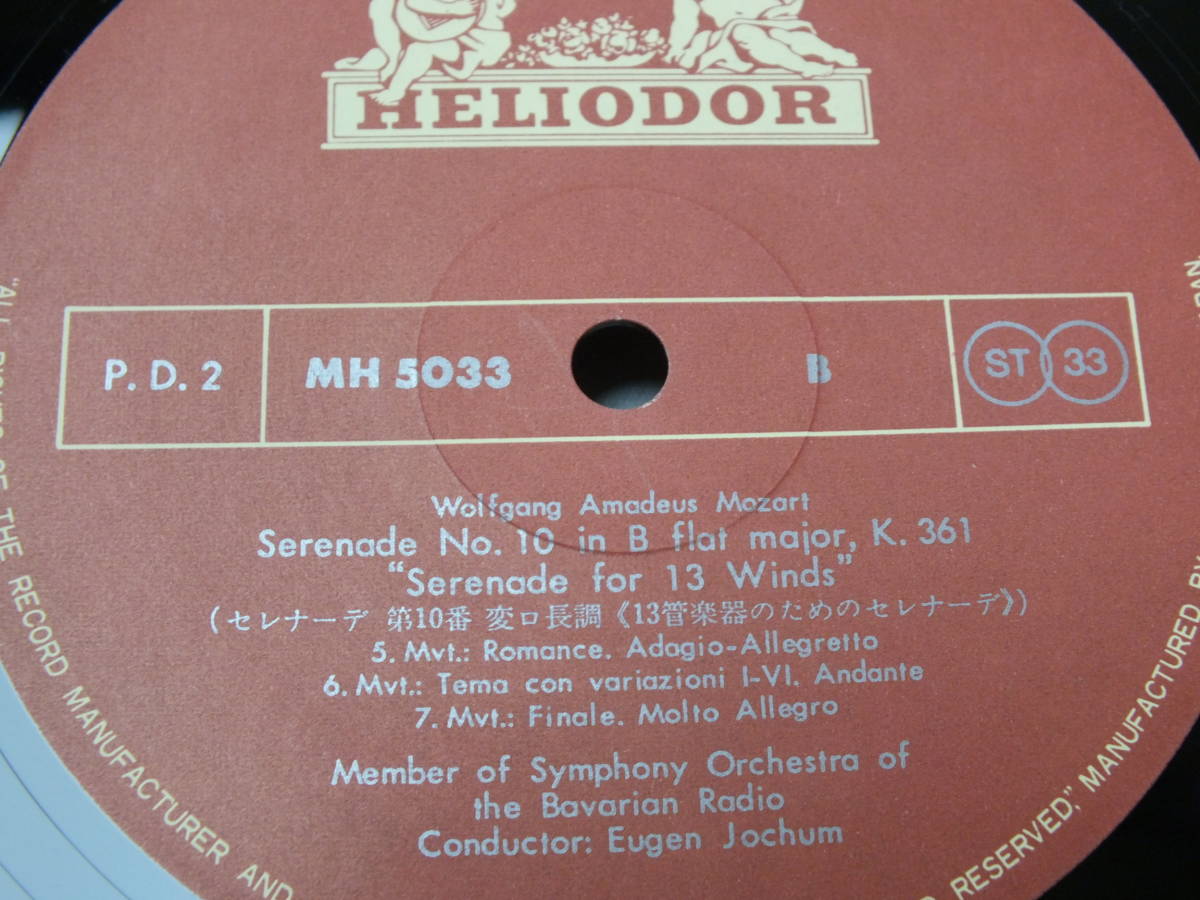 HELIODOR
P. D. 2
MH 5033
B
ST 33
Wolfgang Amadeus Mozart
Serenade No. 10 in B flat major, K. 361
"Serenade for 13 Winds"
(セレナーデ 第10番 変ロ長調《13管楽器のためのセレナーデ》)
5. Mvt.: Romance. Adagio-Allegretto
6. Mvt.: Tema con variazioni I-VI. Andante
7. Mvt.: Finale. Molto Allegro
Member of Symphony Orchestra of
the Bavarian Radio
Conductor: Eugen Jochum
"ALL OF THE RECORD MANUFACTURER AND
RESERVED," MANUFACTURED BY